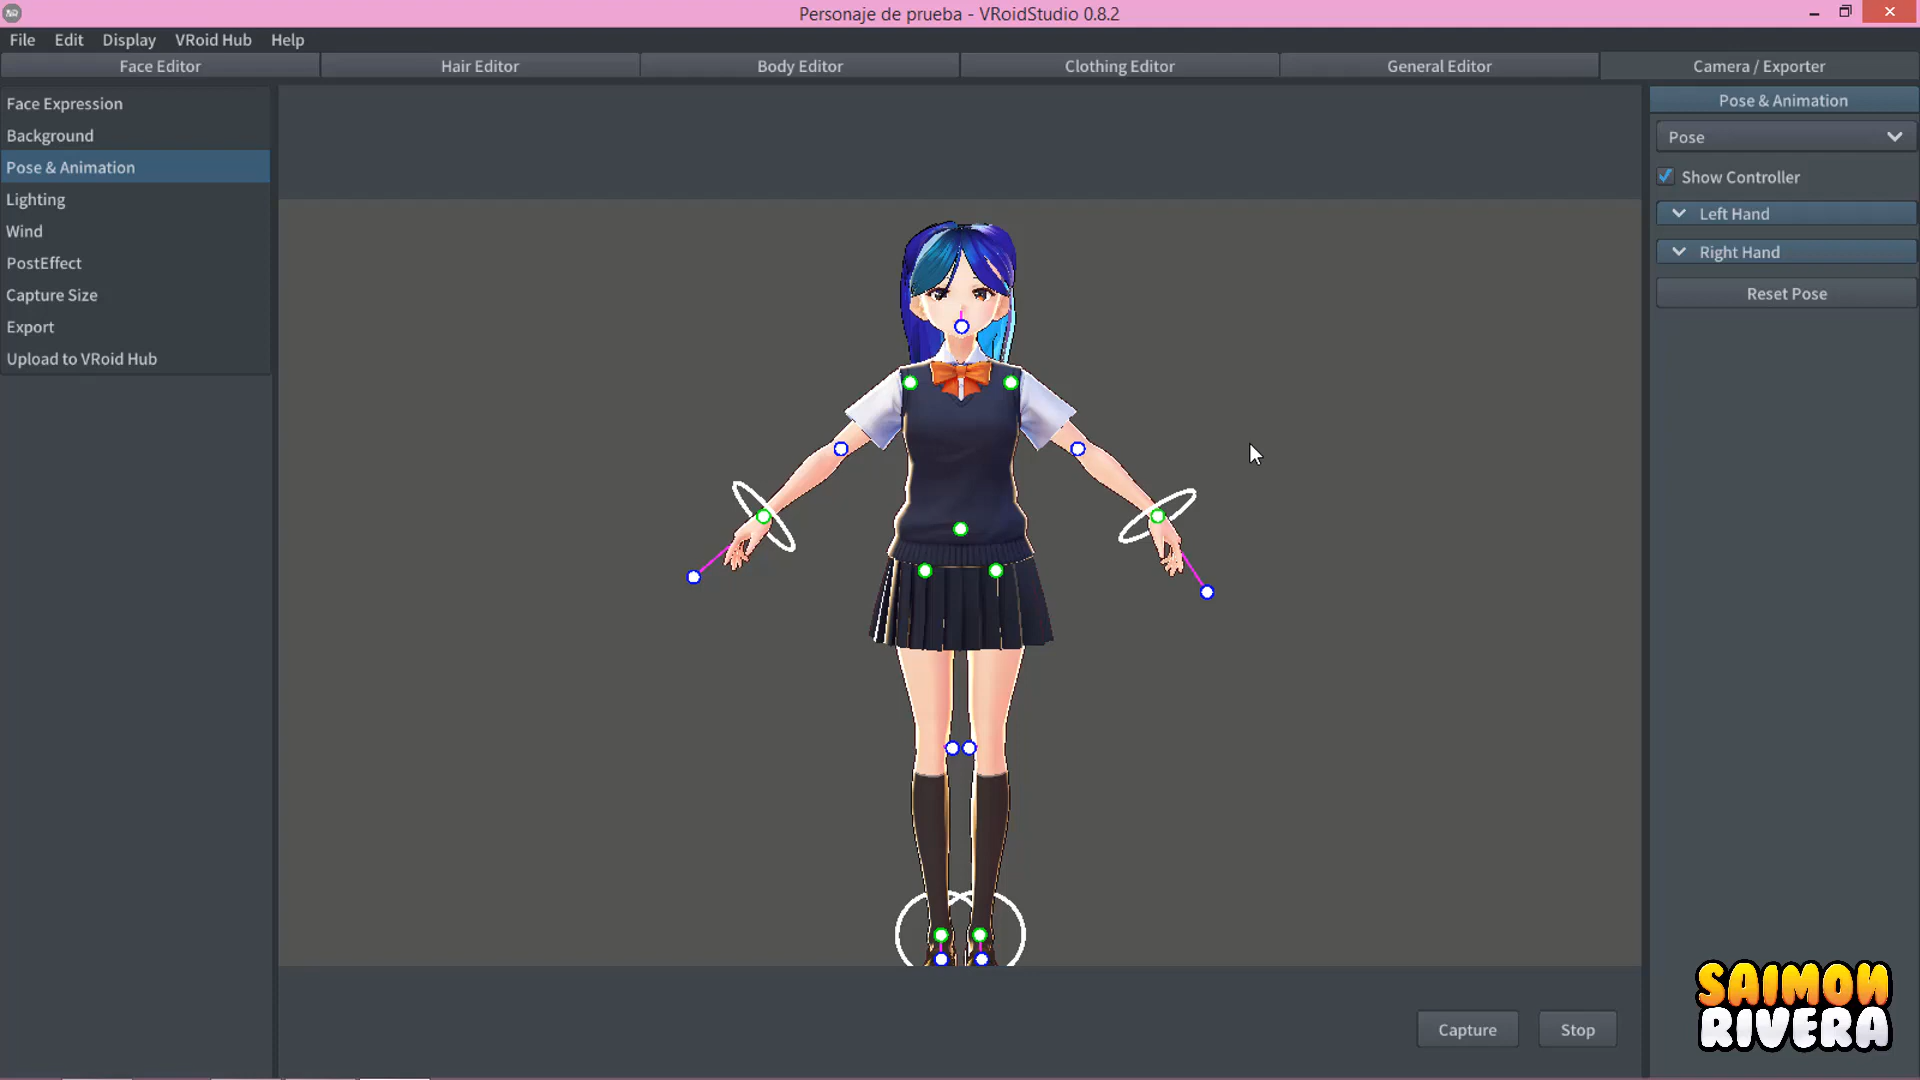 Personaje de prueba - VRoidStudio 0.8.2
File Edit Display VRoid Hub Help
Face Editor Hair Editor Body Editor Clothing Editor General Editor Camera / Exporter
Face Expression
Background
Pose & Animation
Lighting
Wind
PostEffect
Capture Size
Export
Upload to VRoid Hub
Pose & Animation
Pose
Show Controller
Left Hand
Right Hand
Reset Pose
Capture Stop
SAIMON
RIVERA